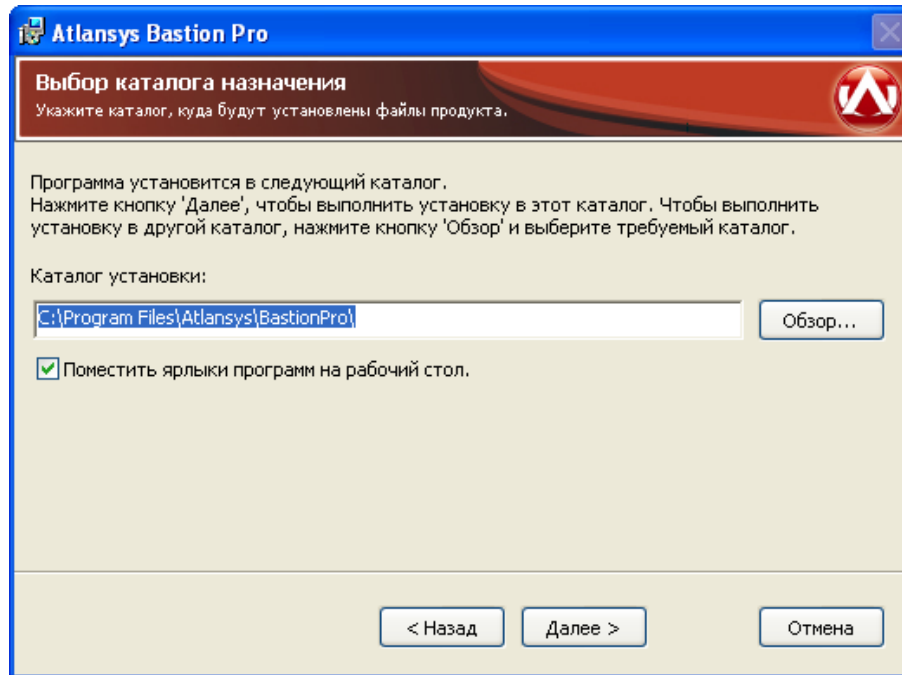 Atlansys Bastion Pro
Выбор каталога назначения
Укажите каталог, куда будут установлены файлы продукта.
Программа установится в следующий каталог.
Нажмите кнопку 'Далее', чтобы выполнить установку в этот каталог. Чтобы выполнить
установку в другой каталог, нажмите кнопку 'Обзор' и выберите требуемый каталог.
Каталог установки:
C:\Program Files\Atlansys\BastionPro\
Обзор...
Поместить ярлыки программ на рабочий стол.
< Назад
Далее >
Отмена